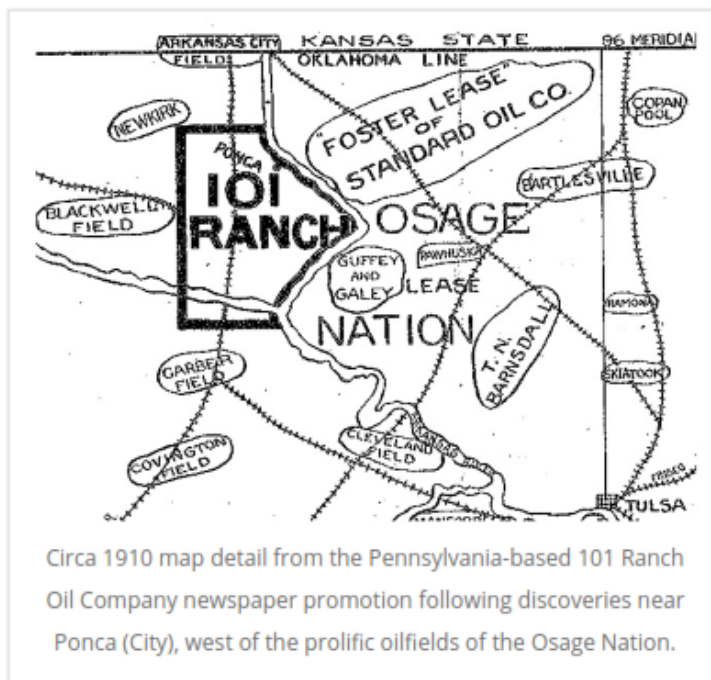 ARKANSAS CITY
FIELD
KANSAS STATE
96 MERIDIA
OKLAHOMA LINE
NEWKIRK
"FOSTER LEASE"
OF
STANDARD OIL CO.
COPAN
POOL
PONCA
101
RANCH
BARTLESVILLE
BLACKWELL
FIELD
OSAGE
PAWHUSKA
GUFFEY
AND
GALEY
LEASE
NATION
T. N.
BARNSDALL
RAMONA
SKIATOOK
GARBER
FIELD
COVINGTON
FIELD
CLEVELAND
FIELD
ARKANSAS RIVER
FRISCO
TULSA
Circa 1910 map detail from the Pennsylvania-based 101 Ranch
Oil Company newspaper promotion following discoveries near
Ponca (City), west of the prolific oilfields of the Osage Nation.